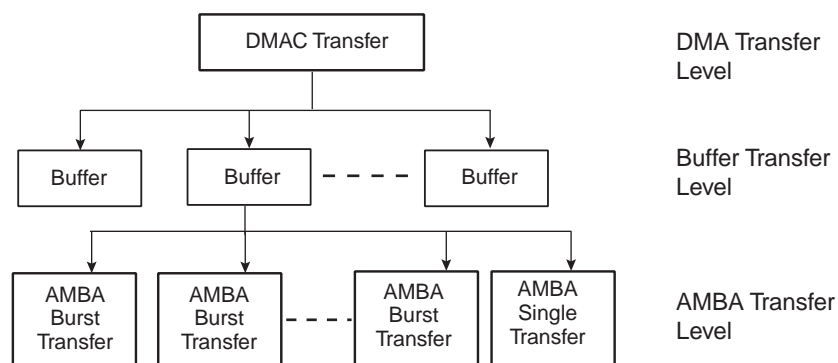 DMAC Transfer
DMA Transfer
Level
Buffer
Buffer
Buffer
Buffer Transfer
Level
AMBA
Burst
Transfer
AMBA
Burst
Transfer
AMBA
Burst
Transfer
AMBA
Single
Transfer
AMBA Transfer
Level